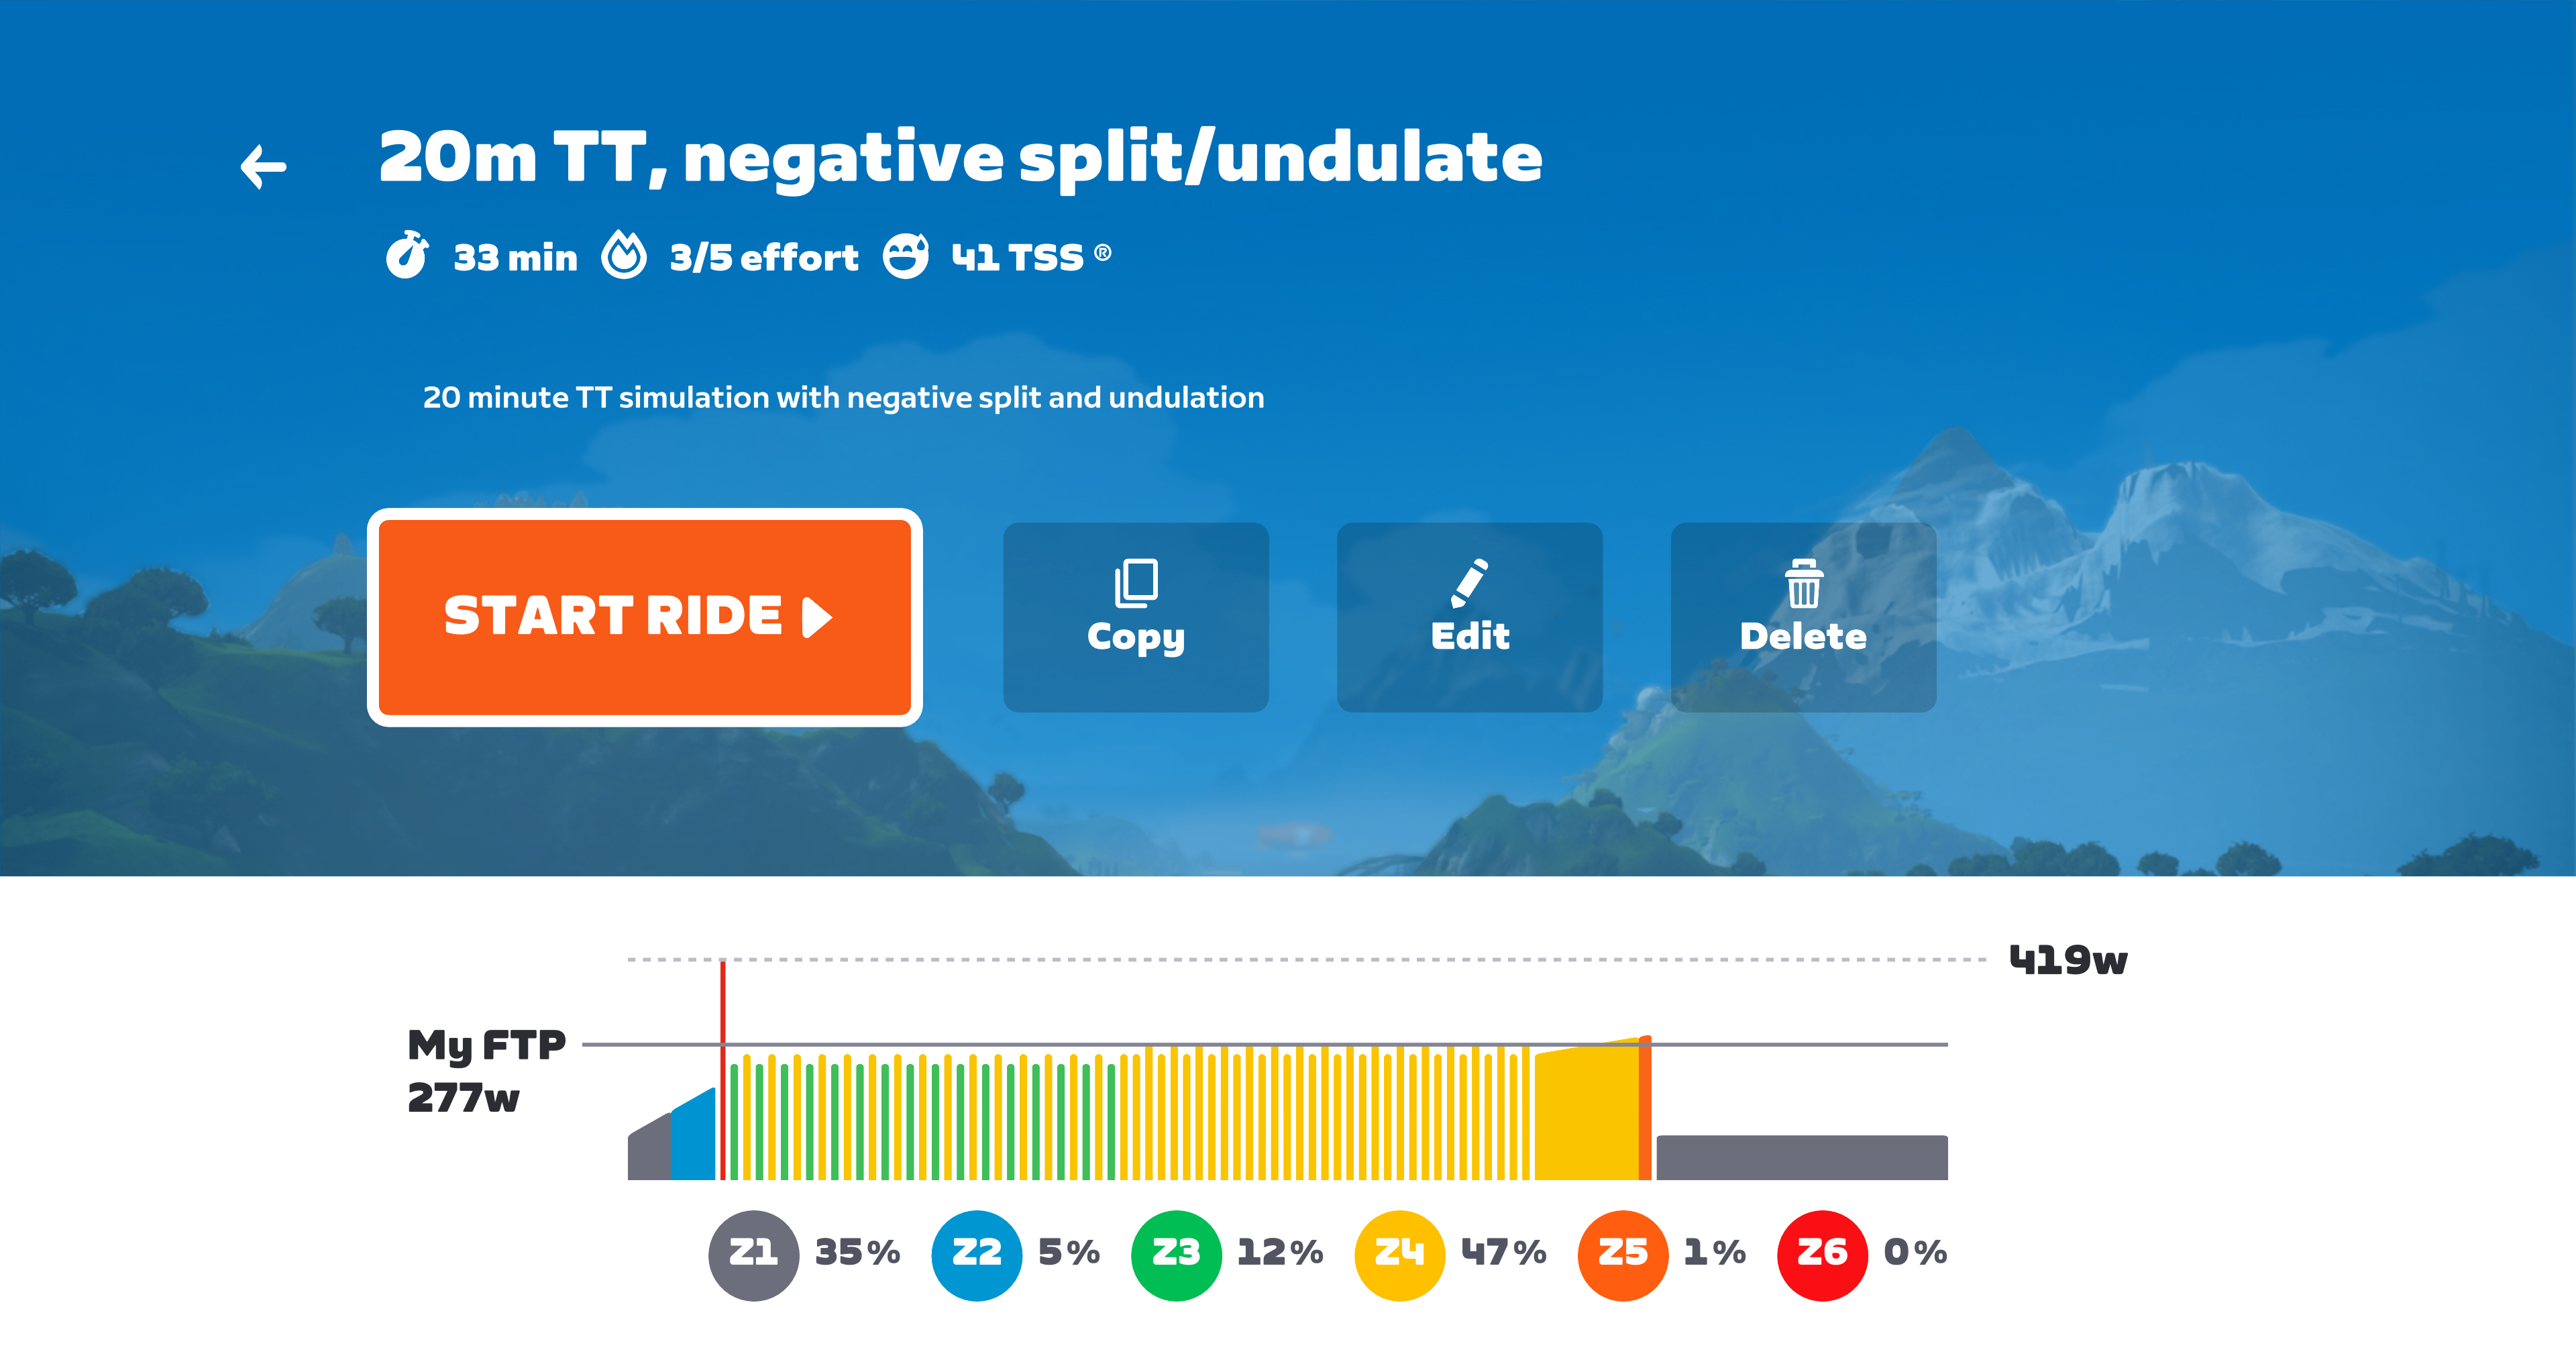 20m TT, negative split/undulate
33 min 3/5 effort 41 TSS ®
20 minute TT simulation with negative split and undulation
START RIDE
Copy
Edit
Delete
419w
My FTP
277w
Z1 35% Z2 5% Z3 12% Z4 47% Z5 1% Z6 0%